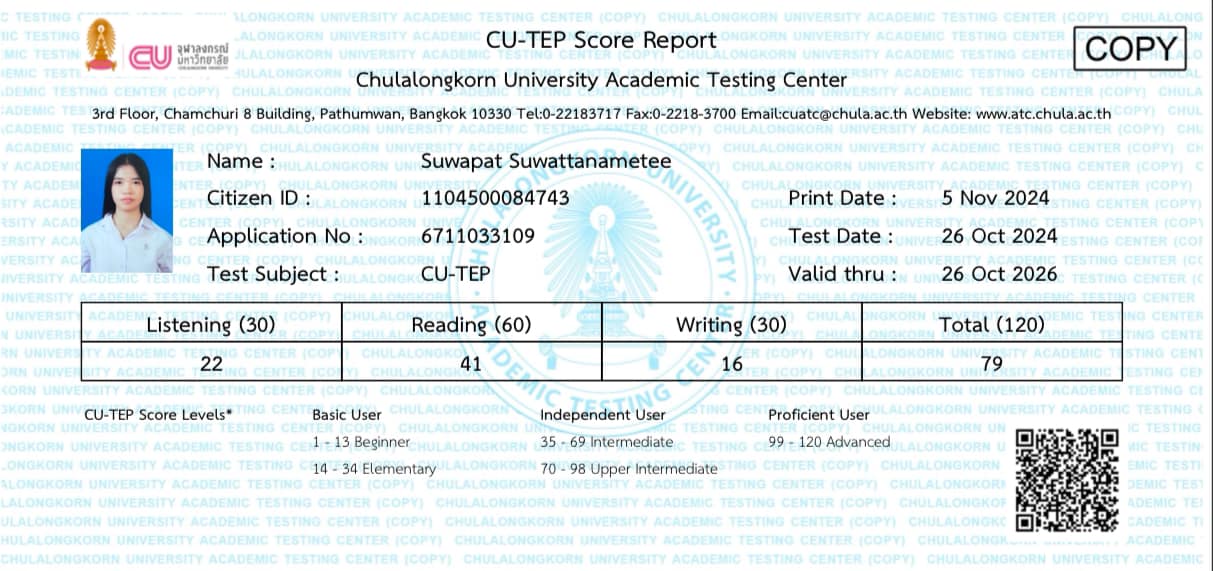 CU-TEP Score Report
COPY
จุฬาลงกรณ์
มหาวิทยาลัย
Chulalongkorn University Academic Testing Center
3rd Floor, Chamchuri 8 Building, Pathumwan, Bangkok 10330 Tel:0-22183717 Fax:0-2218-3700 Email:cuatc@chula.ac.th Website: www.atc.chula.ac.th
Name : Suwapat Suwattanametee
Citizen ID : 1104500084743 Print Date : 5 Nov 2024
Application No : 6711033109 Test Date : 26 Oct 2024
Test Subject : CU-TEP Valid thru : 26 Oct 2026
Listening (30) Reading (60) Writing (30) Total (120)
22 41 16 79
CU-TEP Score Levels* Basic User Independent User Proficient User
1 - 13 Beginner 35 - 69 Intermediate 99 - 120 Advanced
14 - 34 Elementary 70 - 98 Upper Intermediate
CHULALONGKORN UNIVERSITY ACADEMIC TESTING CENTER (COPY)